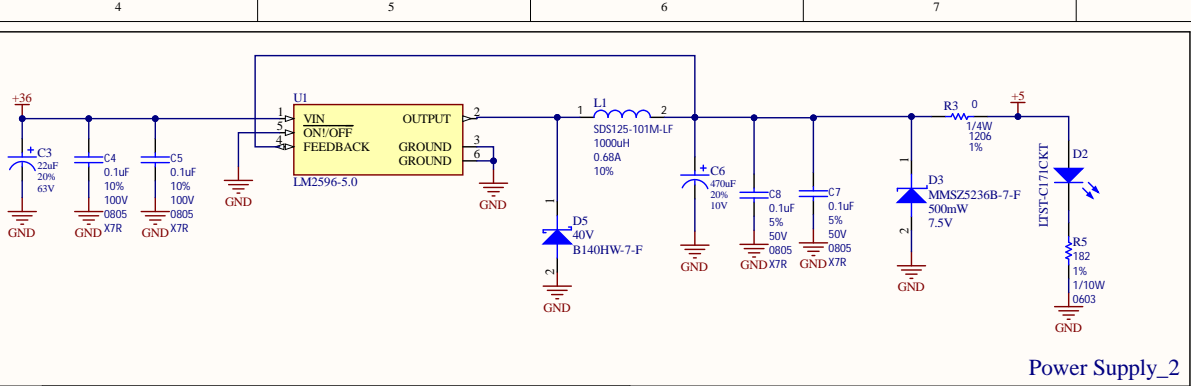 4
5
6
7
+36
C3
22uF
20%
63V
GND
C4
0.1uF
10%
100V
0805
X7R
GND
C5
0.1uF
10%
100V
0805
X7R
GND
GND
U1
1
VIN
5
ON!/OFF
4
FEEDBACK
OUTPUT
2
GROUND
3
GROUND
6
LM2596-5.0
GND
1
D5
40V
B140HW-7-F
2
GND
L1
1
2
SDS125-101M-LF
1000uH
0.68A
10%
C6
470uF
20%
10V
GND
C8
0.1uF
5%
50V
0805
X7R
GND
C7
0.1uF
5%
50V
0805
X7R
GND
1
D3
MMSZ5236B-7-F
500mW
7.5V
2
GND
R3
0
1/4W
1206
1%
+5
D2
LTST-C171CKT
R5
182
1%
1/10W
0603
GND
Power Supply_2